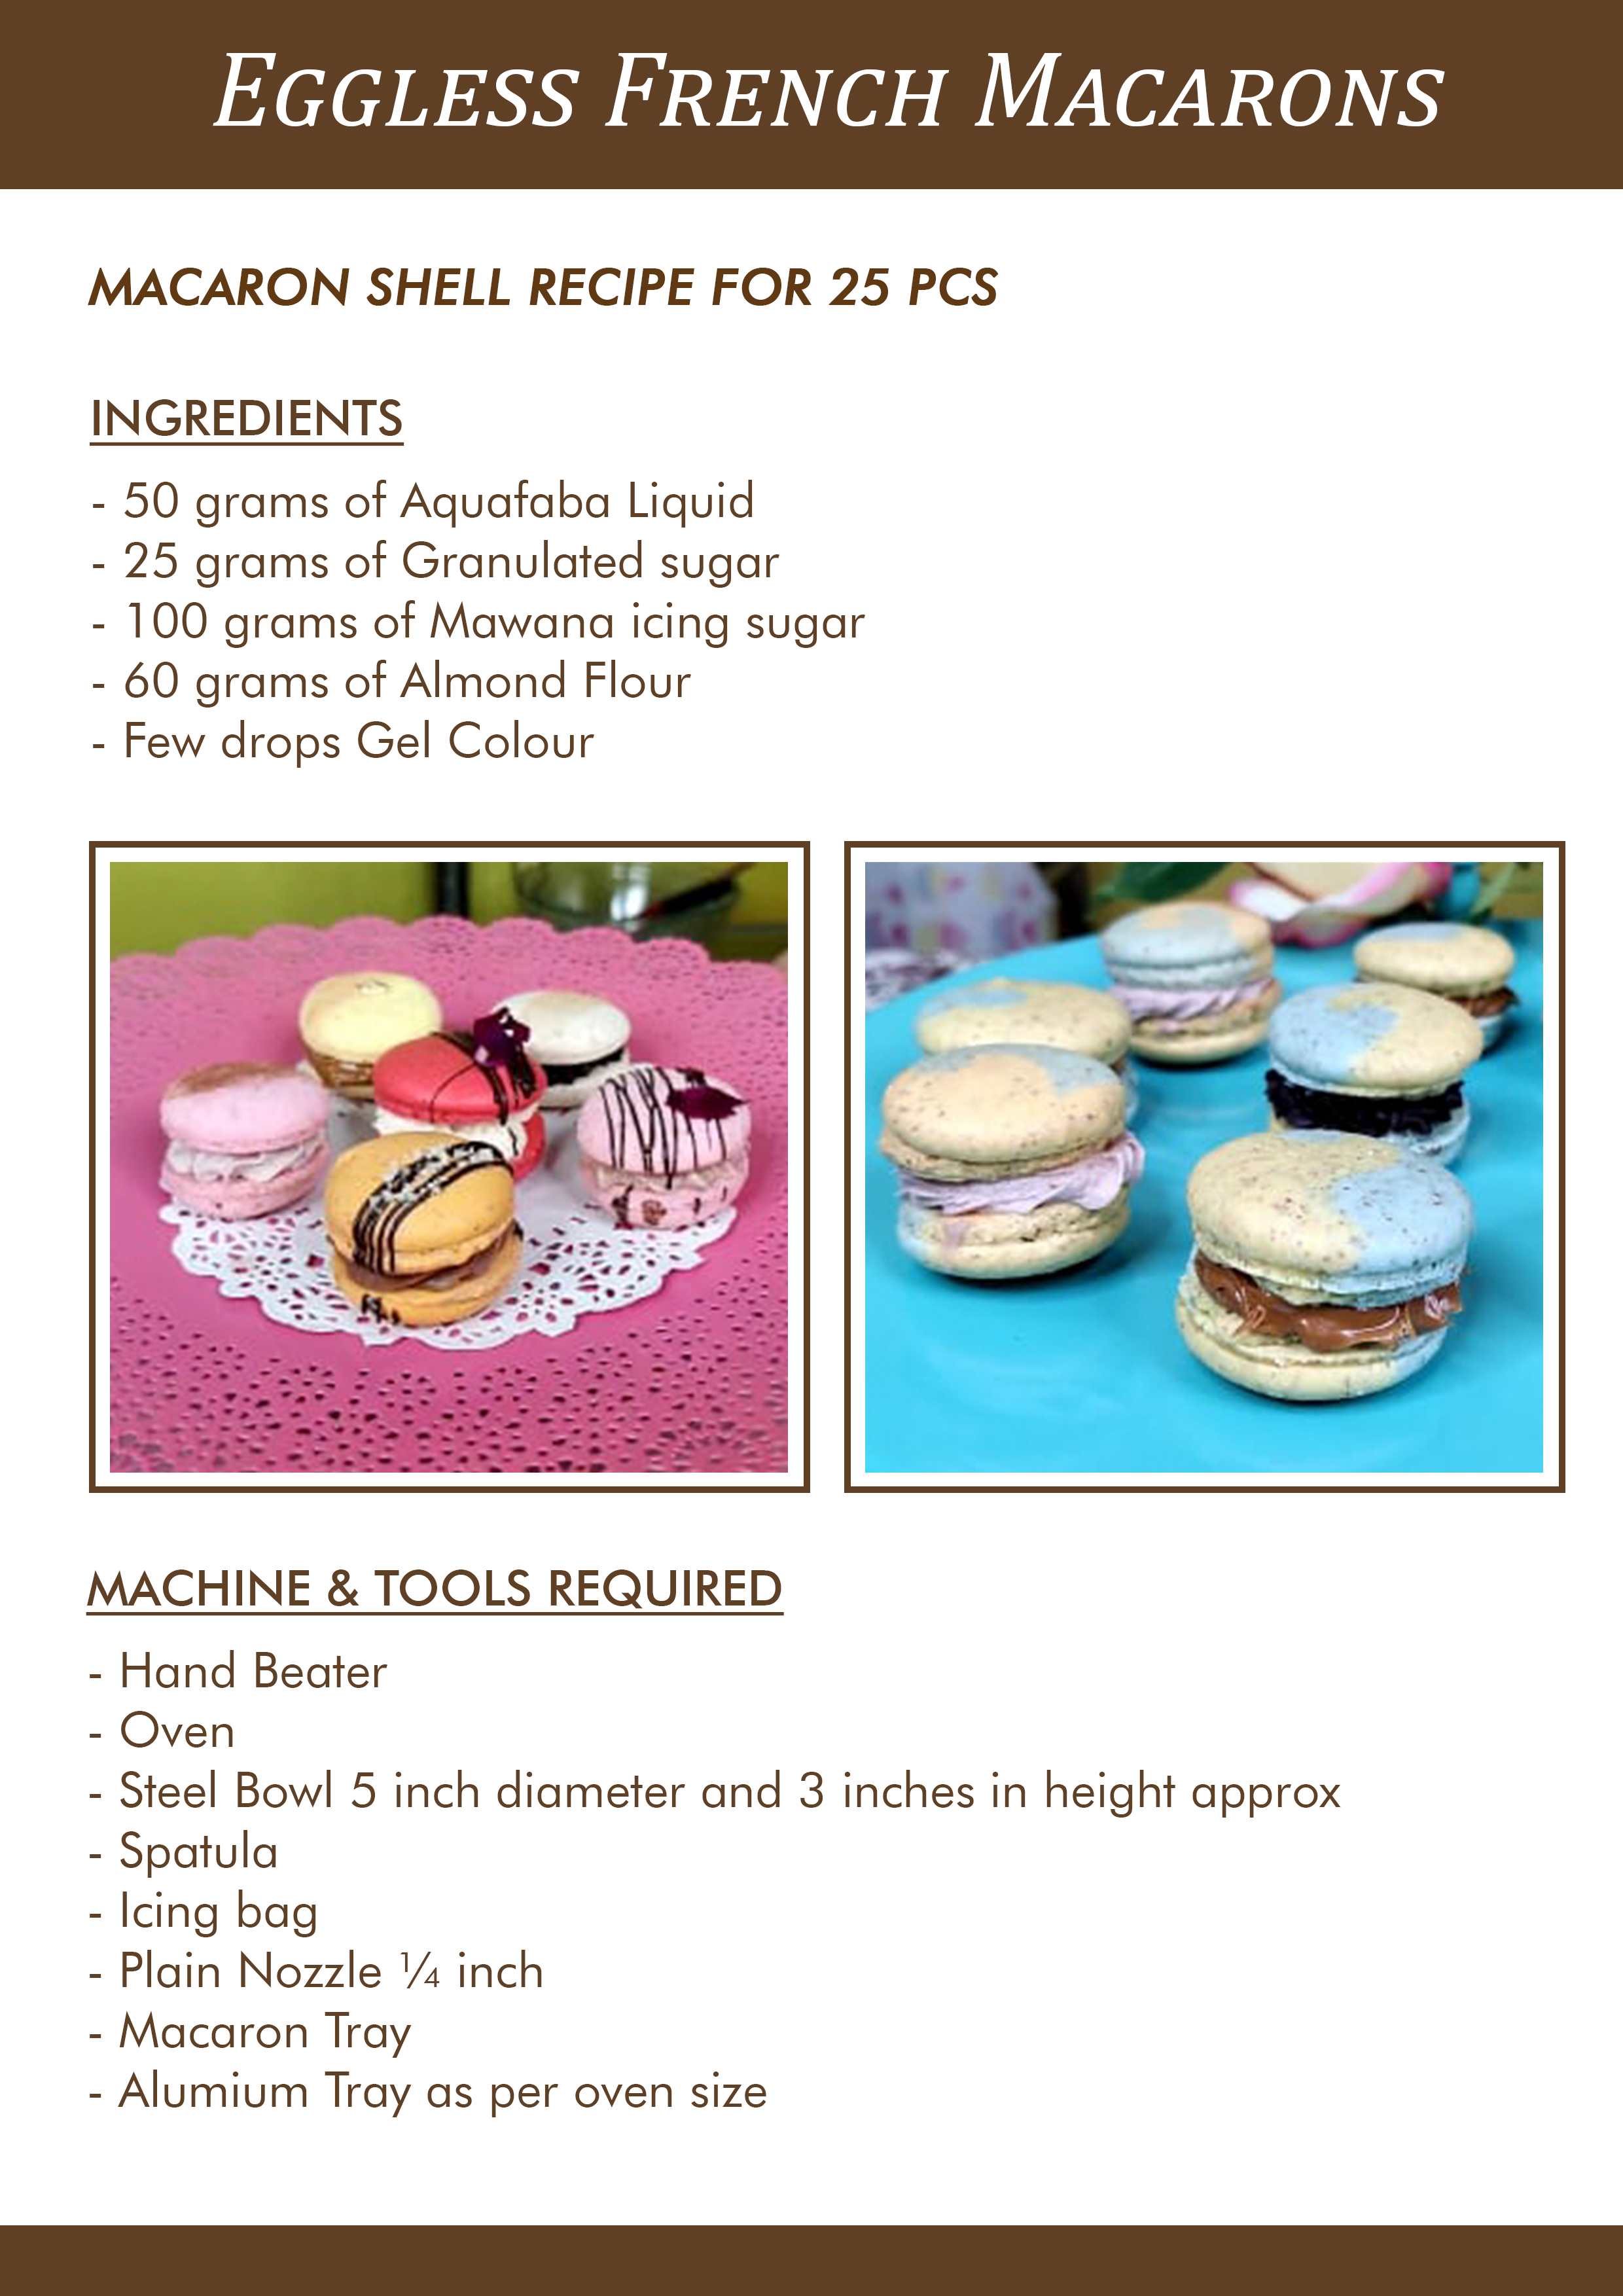 Eggless French Macarons
MACARON SHELL RECIPE FOR 25 PCS
INGREDIENTS
- 50 grams of Aquafaba Liquid
- 25 grams of Granulated sugar
- 100 grams of Mawana icing sugar
- 60 grams of Almond Flour
- Few drops Gel Colour
MACHINE & TOOLS REQUIRED
- Hand Beater
- Oven
- Steel Bowl 5 inch diameter and 3 inches in height approx
- Spatula
- Icing bag
- Plain Nozzle ¼ inch
- Macaron Tray
- Alumium Tray as per oven size